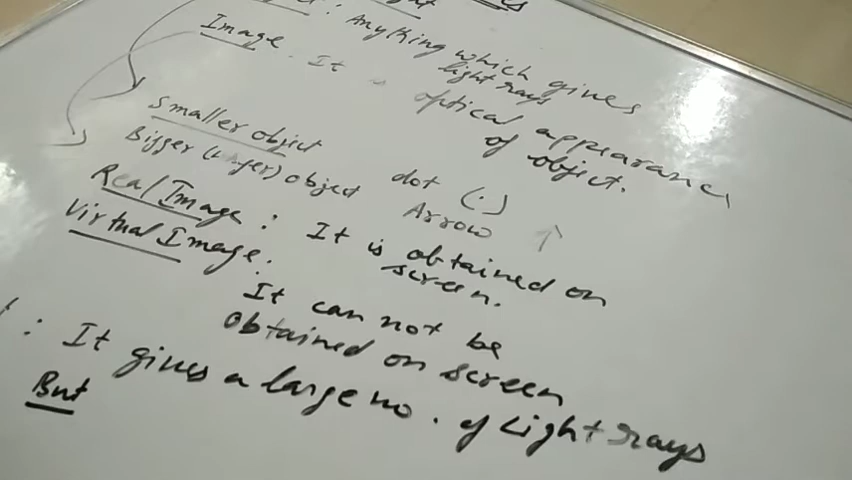 : Anything which gives
light rays
Image . It is optical appearance
of object.
Smaller object dot (.)
Bigger (Larger) object Arrow ↑
Real Image : It is obtained on
screen.
Virtual Image : It can not be
obtained on screen
: It gives a large no. of Light rays
But